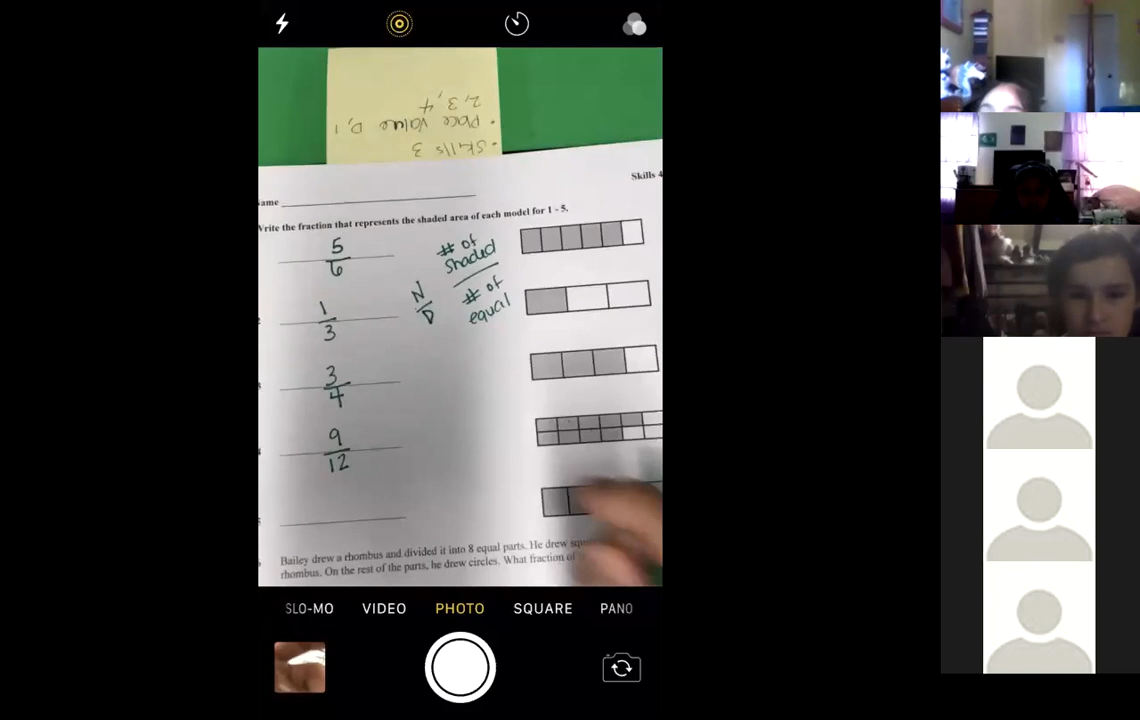 2, 3, 4
• Place Value 0, 1
• Skills 3
Skills 4
ame
Write the fraction that represents the shaded area of each model for 1 - 5.
5
6
# of
shaded
# of
equal
N
D
1
3
3
4
9
12
Bailey drew a rhombus and divided it into 8 equal parts. He drew squ
rhombus. On the rest of the parts, he drew circles. What fraction of
SLO-MO VIDEO PHOTO SQUARE PANO